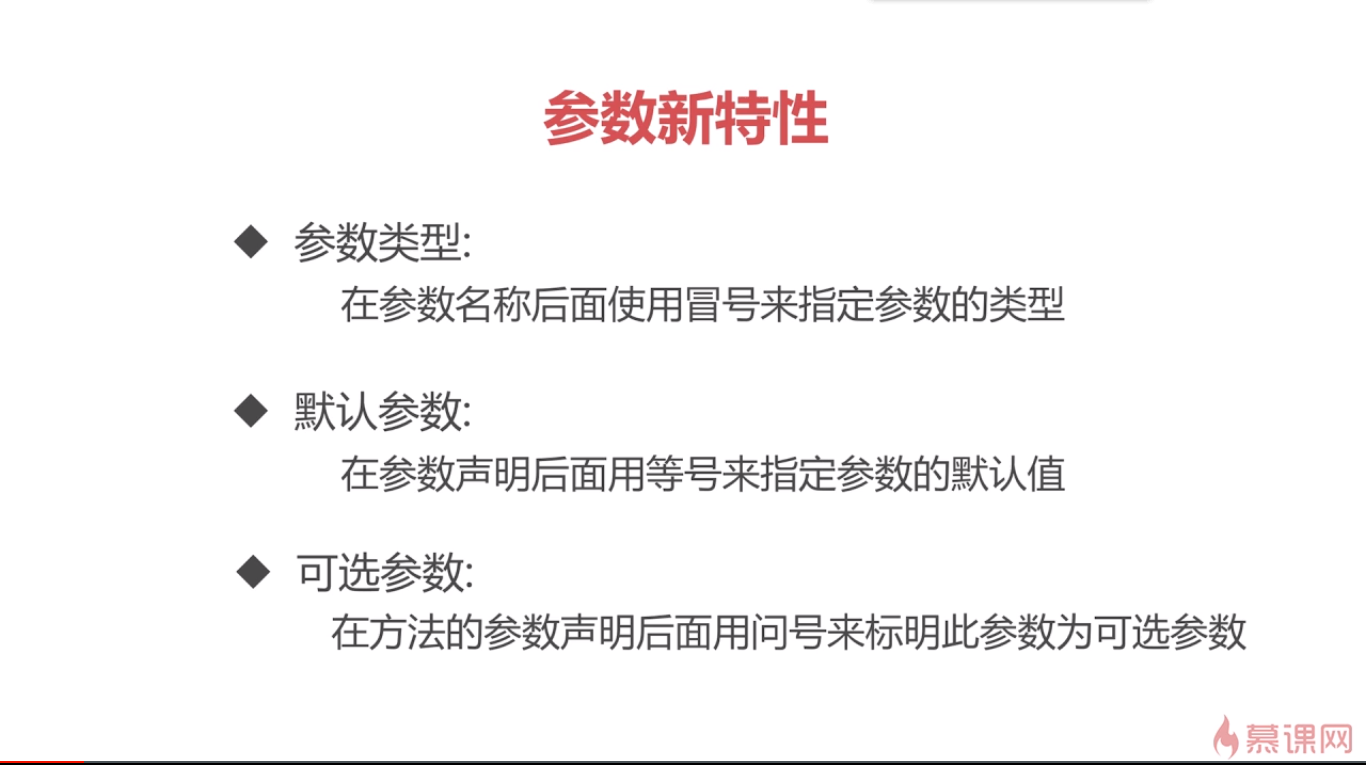 参数新特性
参数类型:
在参数名称后面使用冒号来指定参数的类型
默认参数:
在参数声明后面用等号来指定参数的默认值
可选参数:
在方法的参数声明后面用问号来标明此参数为可选参数
慕课网